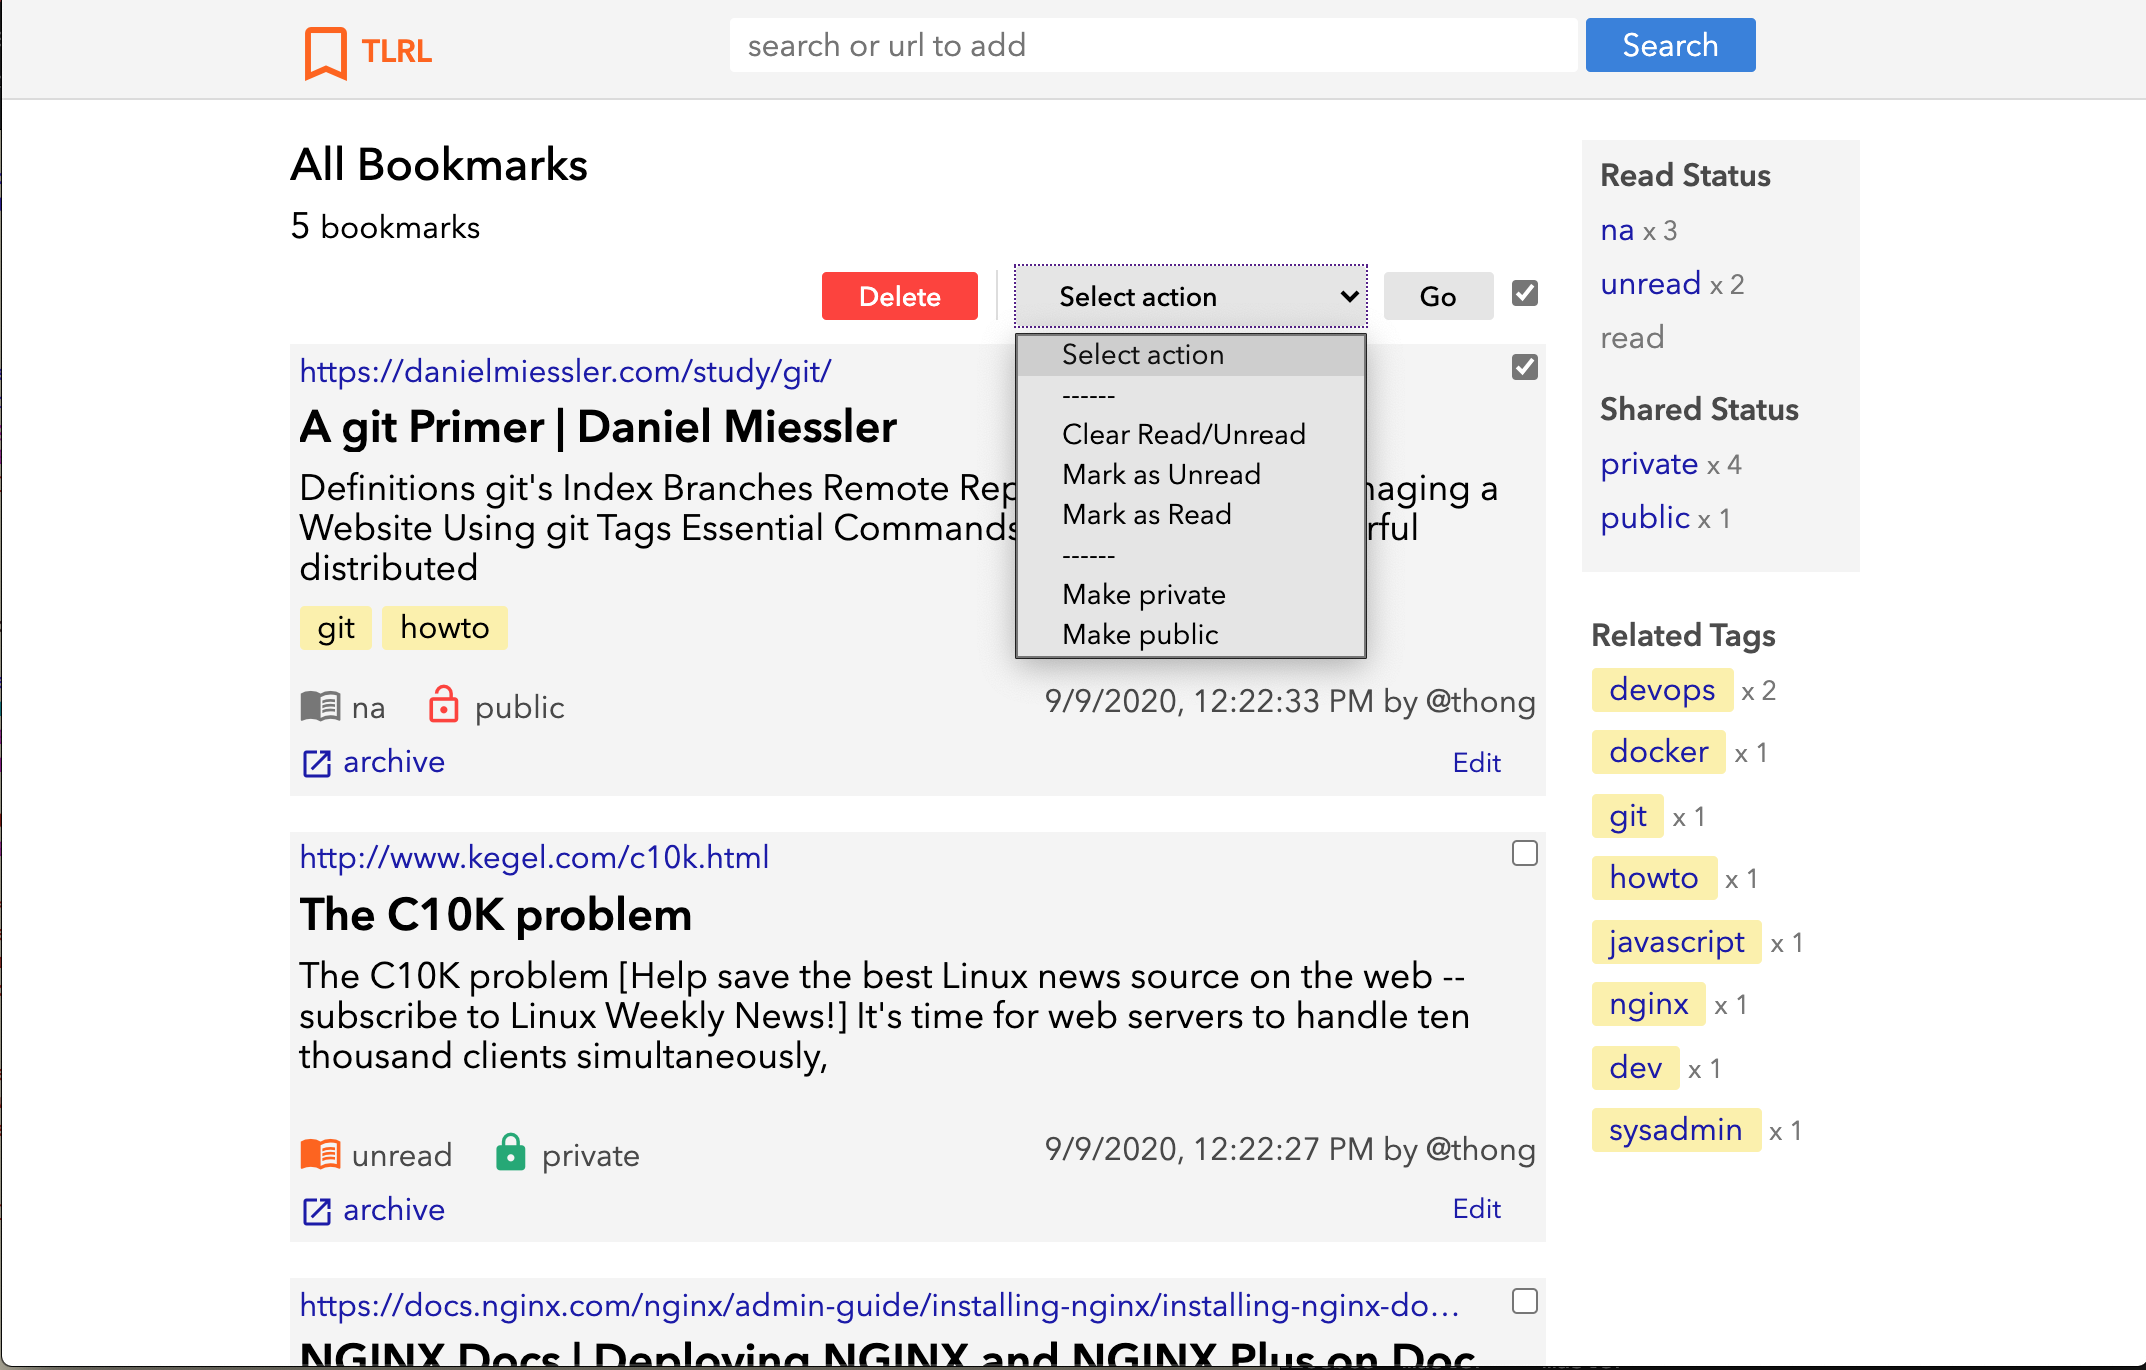 TLRL
search or url to add
Search
All Bookmarks
5 bookmarks
Delete
Select action
Go
Select action
------
Clear Read/Unread
Mark as Unread
Mark as Read
------
Make private
Make public
https://danielmiessler.com/study/git/
A git Primer | Daniel Miessler
Definitions git's Index Branches Remote naging a
Website Using git Tags Essential Commands rful
distributed
git howto
na public
9/9/2020, 12:22:33 PM by @thong
archive
Edit
http://www.kegel.com/c10k.html
The C10K problem
The C10K problem [Help save the best Linux news source on the web --
subscribe to Linux Weekly News!] It's time for web servers to handle ten
thousand clients simultaneously,
unread private
9/9/2020, 12:22:27 PM by @thong
archive
Edit
https://docs.nginx.com/nginx/admin-guide/installing-nginx/installing-nginx-do...
NGINX Docs | Deploying NGINX and NGINX Plus on Doc
Read Status
na x 3
unread x 2
read
Shared Status
private x 4
public x 1
Related Tags
devops x 2
docker x 1
git x 1
howto x 1
javascript x 1
nginx x 1
dev x 1
sysadmin x 1